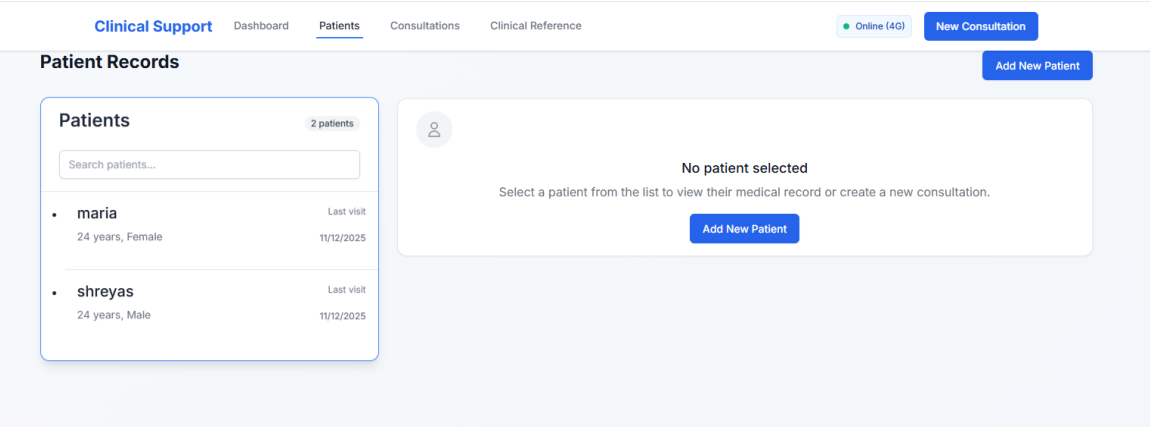 Clinical Support Dashboard Patients Consultations Clinical Reference Online (4G) New Consultation
Patient Records Add New Patient
Patients 2 patients
Search patients...
maria Last visit
24 years, Female 11/12/2025
shreyas Last visit
24 years, Male 11/12/2025
No patient selected
Select a patient from the list to view their medical record or create a new consultation.
Add New Patient